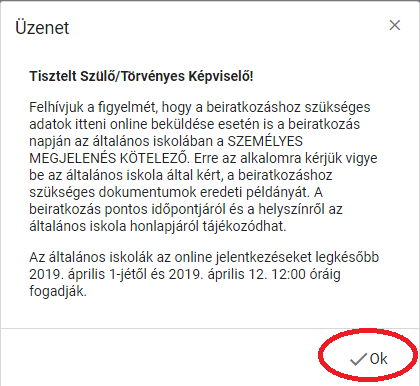 Üzenet
Tisztelt Szülő/Törvényes Képviselő!
Felhívjuk a figyelmét, hogy a beiratkozáshoz szükséges
adatok itteni online beküldése esetén is a beiratkozás
napján az általános iskolában a SZEMÉLYES
MEGJELENÉS KÖTELEZŐ. Erre az alkalomra kérjük vigye
be az általános iskola által kért, a beiratkozáshoz
szükséges dokumentumok eredeti példányát. A
beiratkozás pontos időpontjáról és a helyszínről az
általános iskola honlapjáról tájékozódhat.
Az általános iskolák az online jelentkezéseket legkésőbb
2019. április 1-jétől és 2019. április 12. 12:00 óráig
fogadják.
Ok